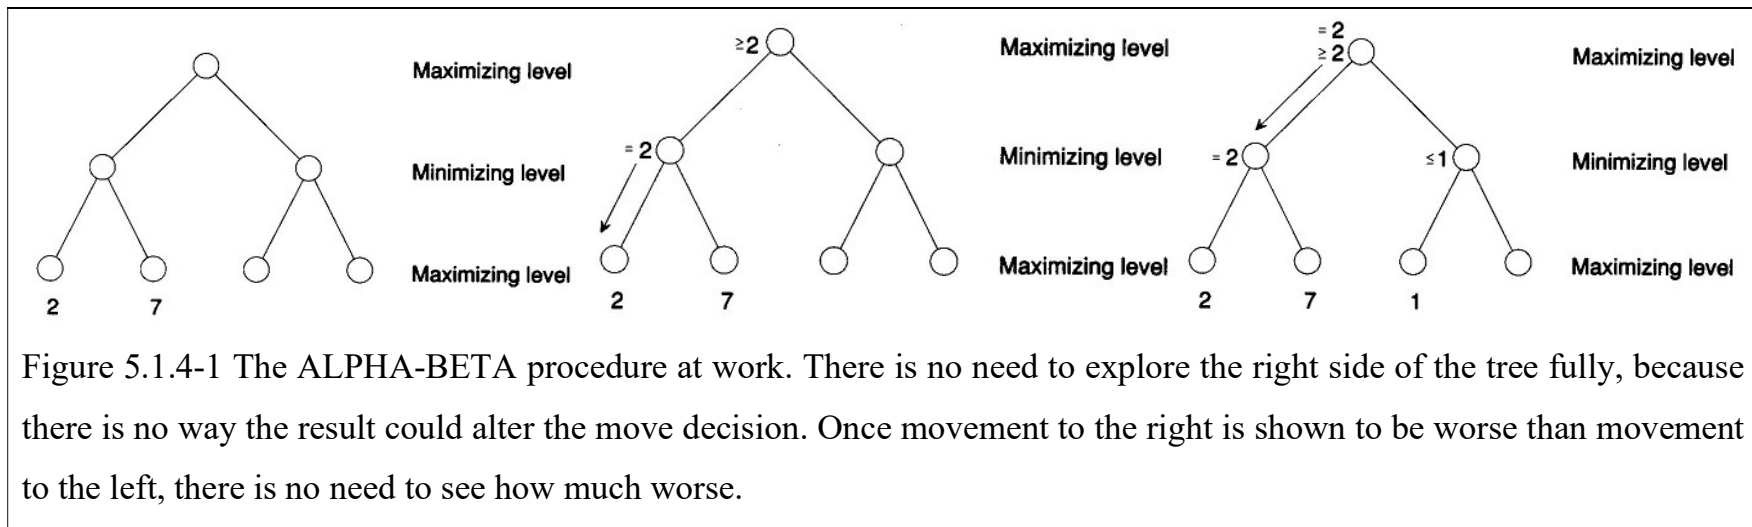 Maximizing level
Minimizing level
Maximizing level
2 7
≥2
Maximizing level
= 2
Minimizing level
Maximizing level
2 7
= 2
≥ 2
Maximizing level
= 2
≤ 1
Minimizing level
Maximizing level
2 7 1
Figure 5.1.4-1 The ALPHA-BETA procedure at work. There is no need to explore the right side of the tree fully, because
there is no way the result could alter the move decision. Once movement to the right is shown to be worse than movement
to the left, there is no need to see how much worse.